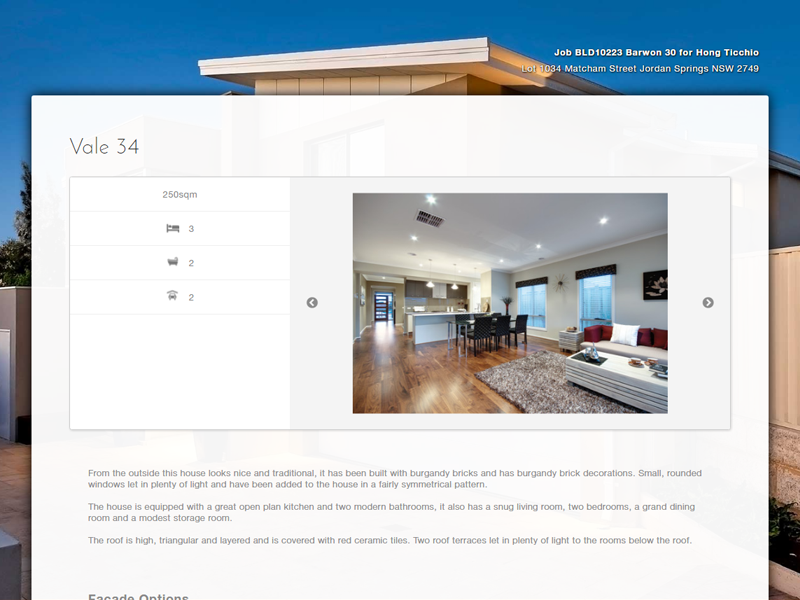 Job BLD10223 Barwon 30 for Hong Ticchio
Lot 1034 Matcham Street Jordan Springs NSW 2749
Vale 34
250sqm
3
2
2
From the outside this house looks nice and traditional, it has been built with burgandy bricks and has burgandy brick decorations. Small, rounded
windows let in plenty of light and have been added to the house in a fairly symmetrical pattern.
The house is equipped with a great open plan kitchen and two modern bathrooms, it also has a snug living room, two bedrooms, a grand dining
room and a modest storage room.
The roof is high, triangular and layered and is covered with red ceramic tiles. Two roof terraces let in plenty of light to the rooms below the roof.
Facade Options